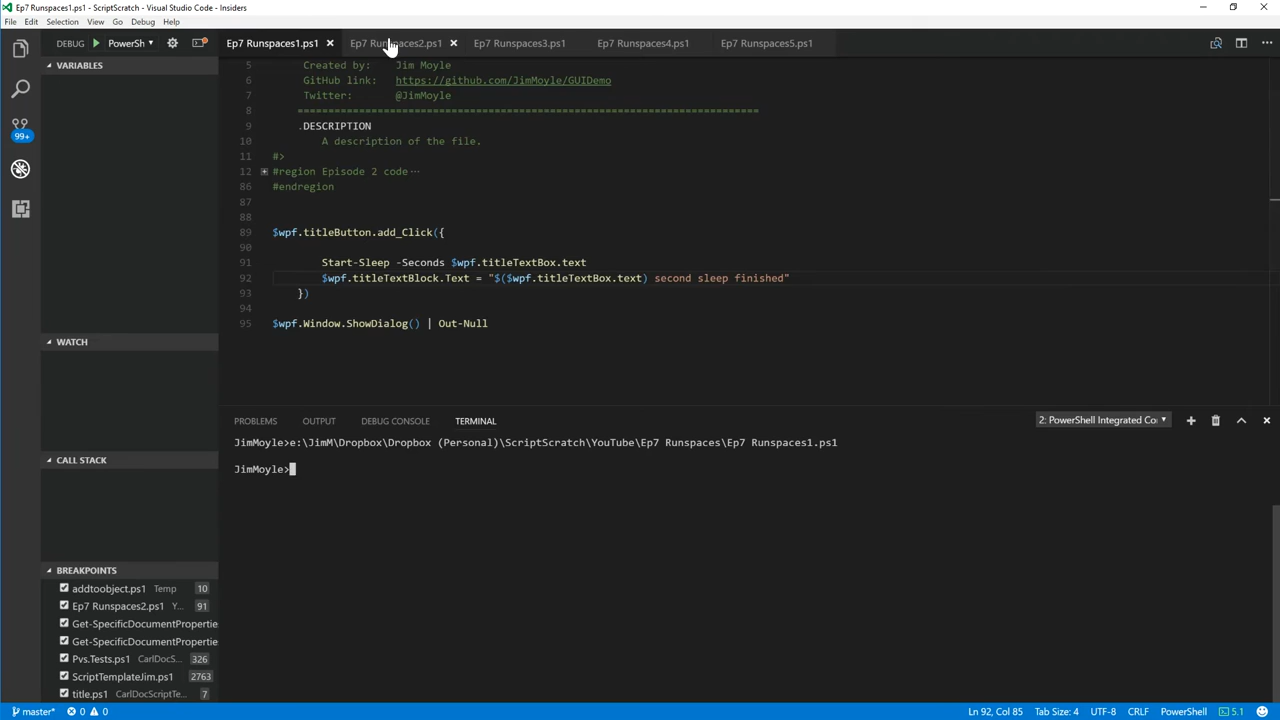 Ep7 Runspaces1.ps1 - ScriptScratch - Visual Studio Code - Insiders
File Edit Selection View Go Debug Help
DEBUG PowerSh
Ep7 Runspaces1.ps1 Ep7 Runspaces2.ps1 Ep7 Runspaces3.ps1 Ep7 Runspaces4.ps1 Ep7 Runspaces5.ps1
VARIABLES
WATCH
CALL STACK
BREAKPOINTS
addtoobject.ps1 Temp 10
Ep7 Runspaces2.ps1 Y... 91
Get-SpecificDocumentPropertie
Get-SpecificDocumentPropertie
Pvs.Tests.ps1 CarlDocS... 326
ScriptTemplateJim.ps1 2763
title.ps1 CarlDocScriptTe... 7
99+
5 Created by: Jim Moyle
6 GitHub link: https://github.com/JimMoyle/GUIDemo
7 Twitter: @JimMoyle
8 ===========================================================================
9 .DESCRIPTION
10 A description of the file.
11 #>
12 #region Episode 2 code ...
86 #endregion
87
88
89 $wpf.titleButton.add_Click({
90
91 Start-Sleep -Seconds $wpf.titleTextBox.text
92 $wpf.titleTextBlock.Text = "$($wpf.titleTextBox.text) second sleep finished"
93 })
94
95 $wpf.Window.ShowDialog() | Out-Null
PROBLEMS OUTPUT DEBUG CONSOLE TERMINAL 2: PowerShell Integrated Co
JimMoyle>e:\JimM\Dropbox\Dropbox (Personal)\ScriptScratch\YouTube\Ep7 Runspaces\Ep7 Runspaces1.ps1
JimMoyle>
master* 0 0 Ln 92, Col 85 Tab Size: 4 UTF-8 CRLF PowerShell 5.1